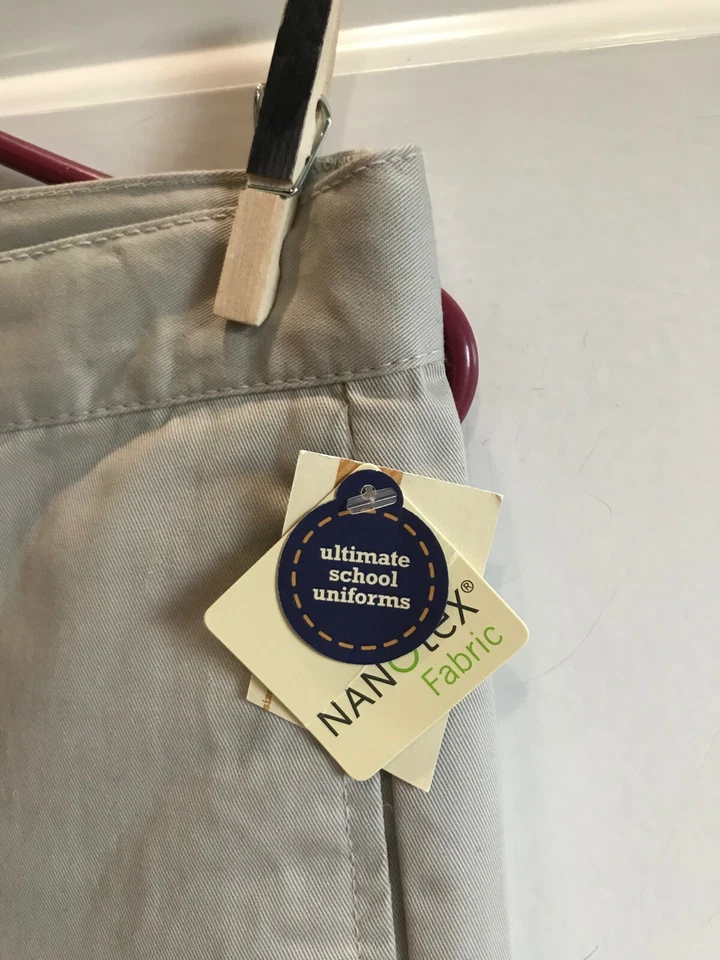 ultimate
school
uniforms
NANOtex®
Fabric